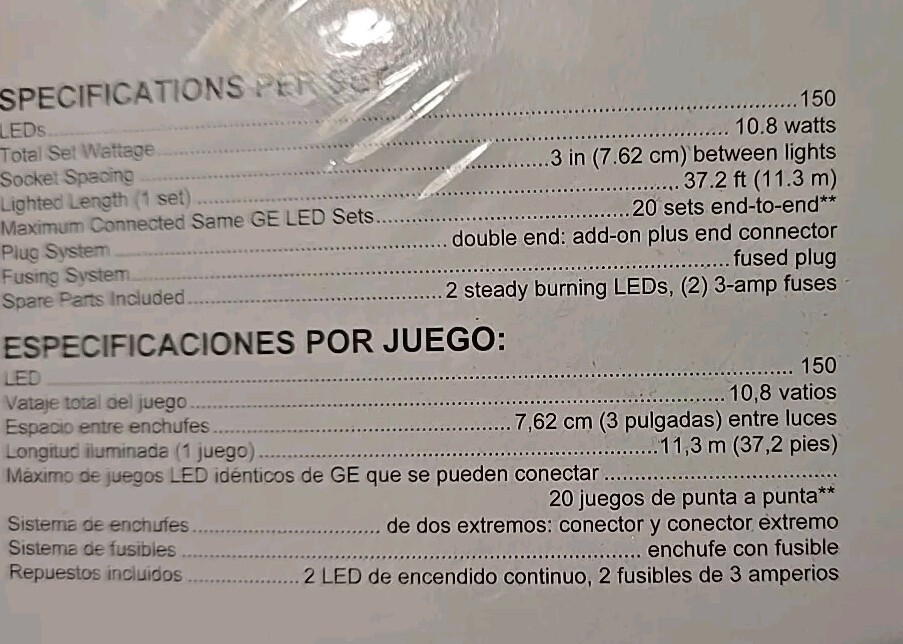 SPECIFICATIONS PER SET
LEDs ... 150
Total Set Wattage ... 10.8 watts
Socket Spacing ... 3 in (7.62 cm) between lights
Lighted Length (1 set) ... 37.2 ft (11.3 m)
Maximum Connected Same GE LED Sets ... 20 sets end-to-end**
Plug System ... double end: add-on plus end connector
Fusing System ... fused plug
Spare Parts Included ... 2 steady burning LEDs, (2) 3-amp fuses
ESPECIFICACIONES POR JUEGO:
LED ... 150
Vataje total del juego ... 10,8 vatios
Espacio entre enchufes ... 7,62 cm (3 pulgadas) entre luces
Longitud iluminada (1 juego) ... 11,3 m (37,2 pies)
Máximo de juegos LED idénticos de GE que se pueden conectar ...
20 juegos de punta a punta**
Sistema de enchufes ... de dos extremos: conector y conector extremo
Sistema de fusibles ... enchufe con fusible
Repuestos incluidos ... 2 LED de encendido continuo, 2 fusibles de 3 amperios